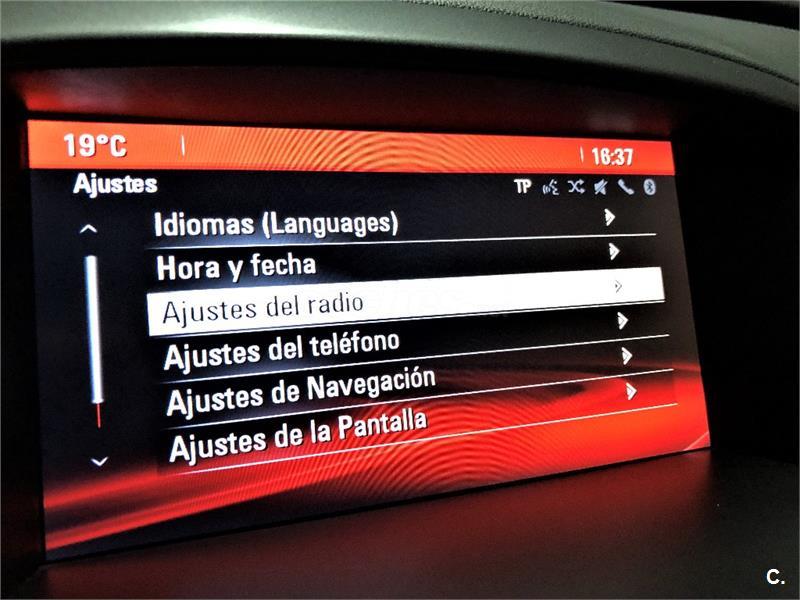 19°C
16:37
Ajustes
TP
Idiomas (Languages)
Hora y fecha
Ajustes del radio
Ajustes del teléfono
Ajustes de Navegación
Ajustes de la Pantalla
C.